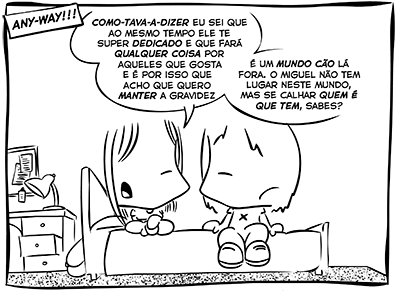 ANY-WAY!!!
COMO-TAVA-A-DIZER EU SEI QUE
AO MESMO TEMPO ELE TE
SUPER DEDICADO E QUE FARÁ
QUALQUER COISA POR
AQUELES QUE GOSTA
E É POR ISSO QUE
ACHO QUE QUERO
MANTER A GRAVIDEZ
É UM MUNDO CÃO LÁ
FORA. O MIGUEL NÃO TEM
LUGAR NESTE MUNDO,
MAS SE CALHAR QUEM É
QUE TEM, SABES?